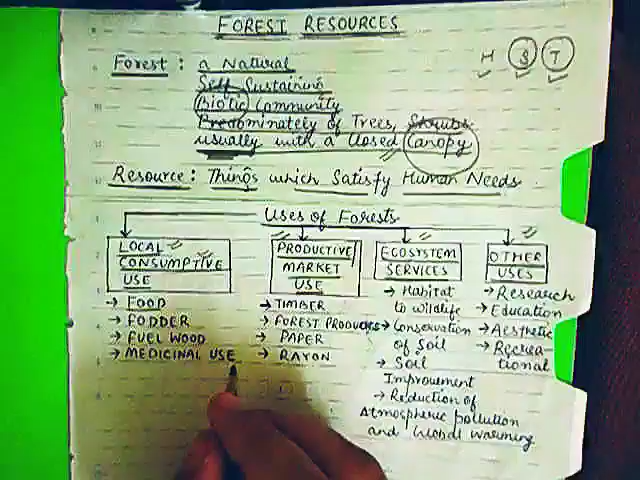 FOREST RESOURCES
H S T
Forest: a Natural
Self Sustaining
Biotic Community
Predominately of Trees, Shrubs
usually with a closed Canopy
Resource: Things which Satisfy Human Needs.
Uses of Forests
LOCAL CONSUMPTIVE USE
→ FOOD
→ FODDER
→ FUEL WOOD
→ MEDICINAL USE
PRODUCTIVE MARKET USE
→ TIMBER
→ FOREST PRODUCTS
→ PAPER
→ RAYON
ECOSYSTEM SERVICES
→ Habitat
to wildlife
→ Conservation
of Soil
→ Soil
Improvement
→ Reduction of
Atmospheric pollution
and Global warming
OTHER USES
→ Research
→ Education
→ Aesthetic
→ Recrea-
tional